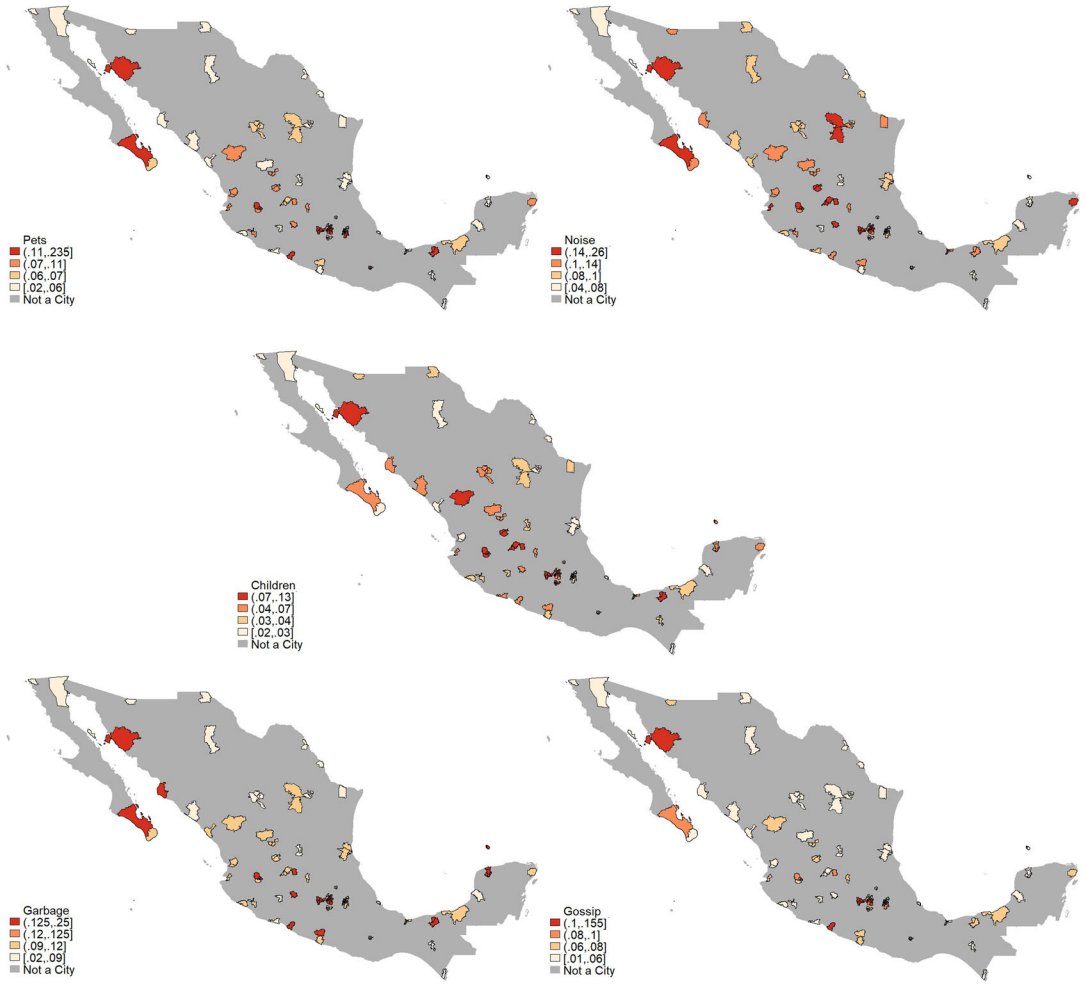 Pets
(.11,.235]
(.07,.11]
(.06,.07]
[.02,.06]
Not a City
Noise
(.14,.26]
(.1,.14]
(.08,.1]
[.04,.08]
Not a City
Children
(.07,.13]
(.04,.07]
(.03,.04]
[.02,.03]
Not a City
Garbage
(.125,.25]
(.12,.125]
(.09,.12]
[.02,.09]
Not a City
Gossip
(.1,.155]
(.08,.1]
(.06,.08]
[.01,.06]
Not a City